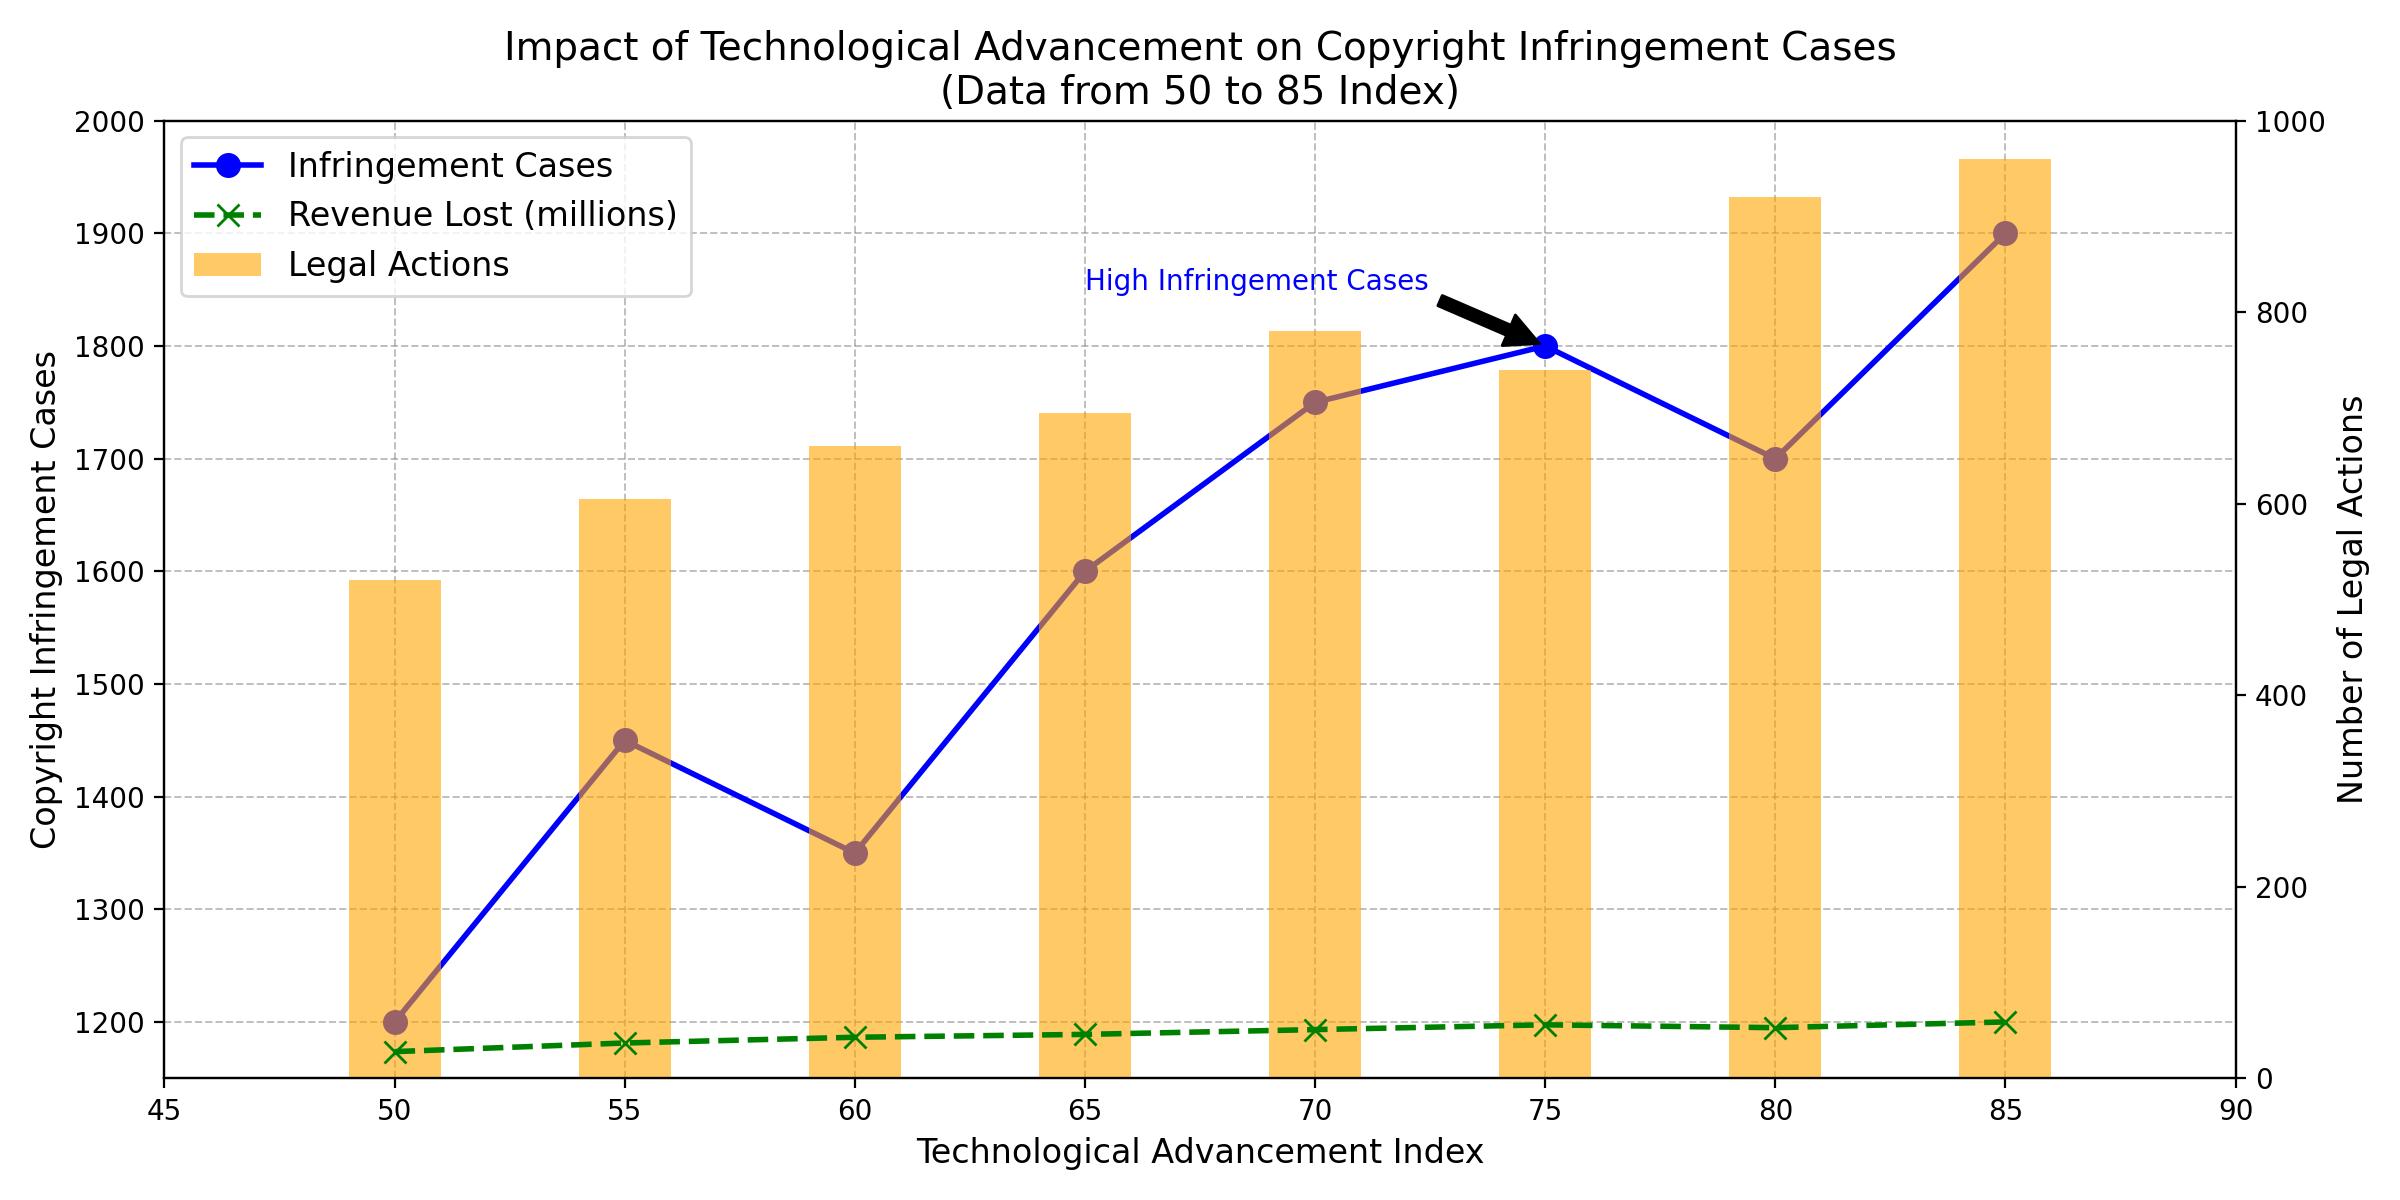 Impact of Technological Advancement on Copyright Infringement Cases
(Data from 50 to 85 Index)
Infringement Cases
Revenue Lost (millions)
Legal Actions
High Infringement Cases
Copyright Infringement Cases
2000
1900
1800
1700
1600
1500
1400
1300
1200
Number of Legal Actions
1000
800
600
400
200
0
45 50 55 60 65 70 75 80 85 90
Technological Advancement Index